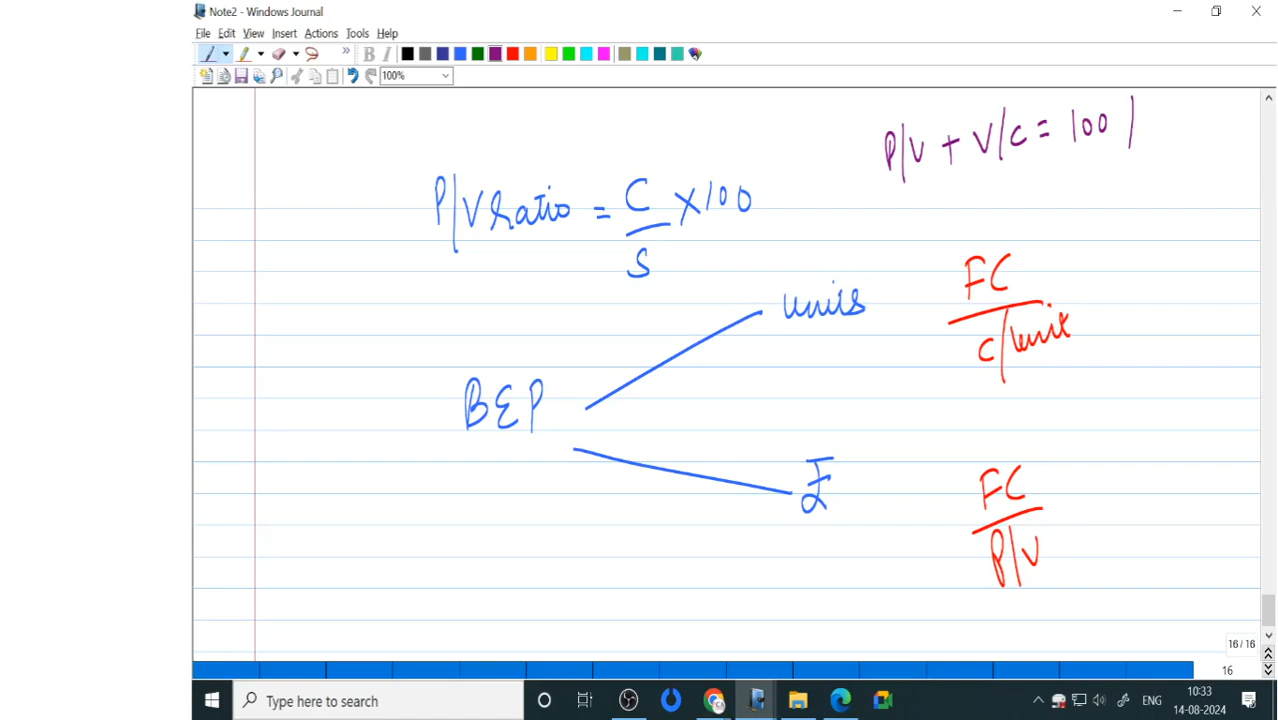 Note2 - Windows Journal
File Edit View Insert Actions Tools Help
B I
100%
P/V + V/C = 100
P/V Ratio = C/S X100
units
FC
C/unit
BEP
FC
P/V
16 / 16
16
Type here to search
ENG
10:33
14-08-2024